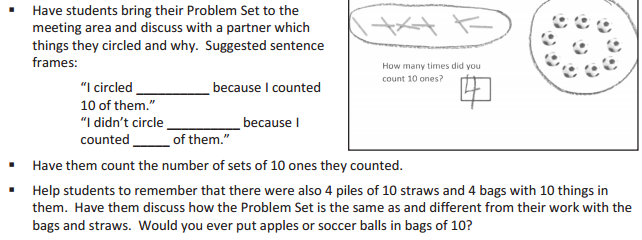 ▪ Have students bring their Problem Set to the
meeting area and discuss with a partner which
things they circled and why. Suggested sentence
frames:
"I circled __________ because I counted
10 of them."
"I didn't circle __________ because I
counted _____ of them."
How many times did you
count 10 ones?
4
▪ Have them count the number of sets of 10 ones they counted.
▪ Help students to remember that there were also 4 piles of 10 straws and 4 bags with 10 things in
them. Have them discuss how the Problem Set is the same as and different from their work with the
bags and straws. Would you ever put apples or soccer balls in bags of 10?